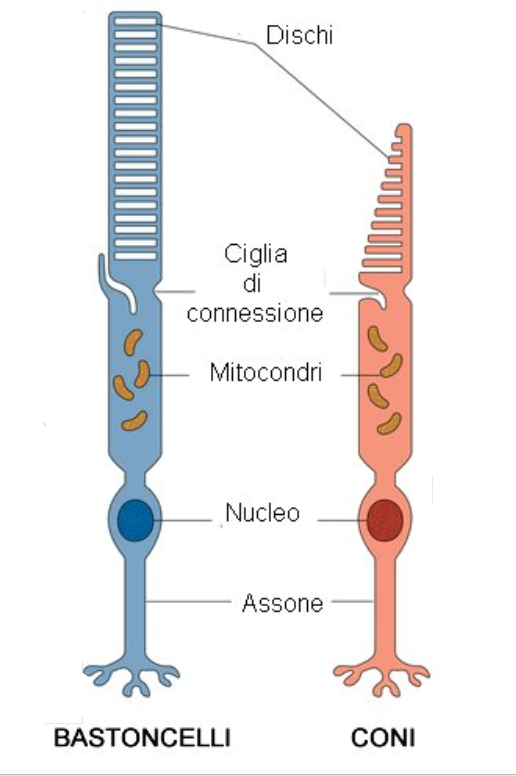 Dischi
Ciglia
di
connessione
Mitocondri
Nucleo
Assone
BASTONCELLI
CONI